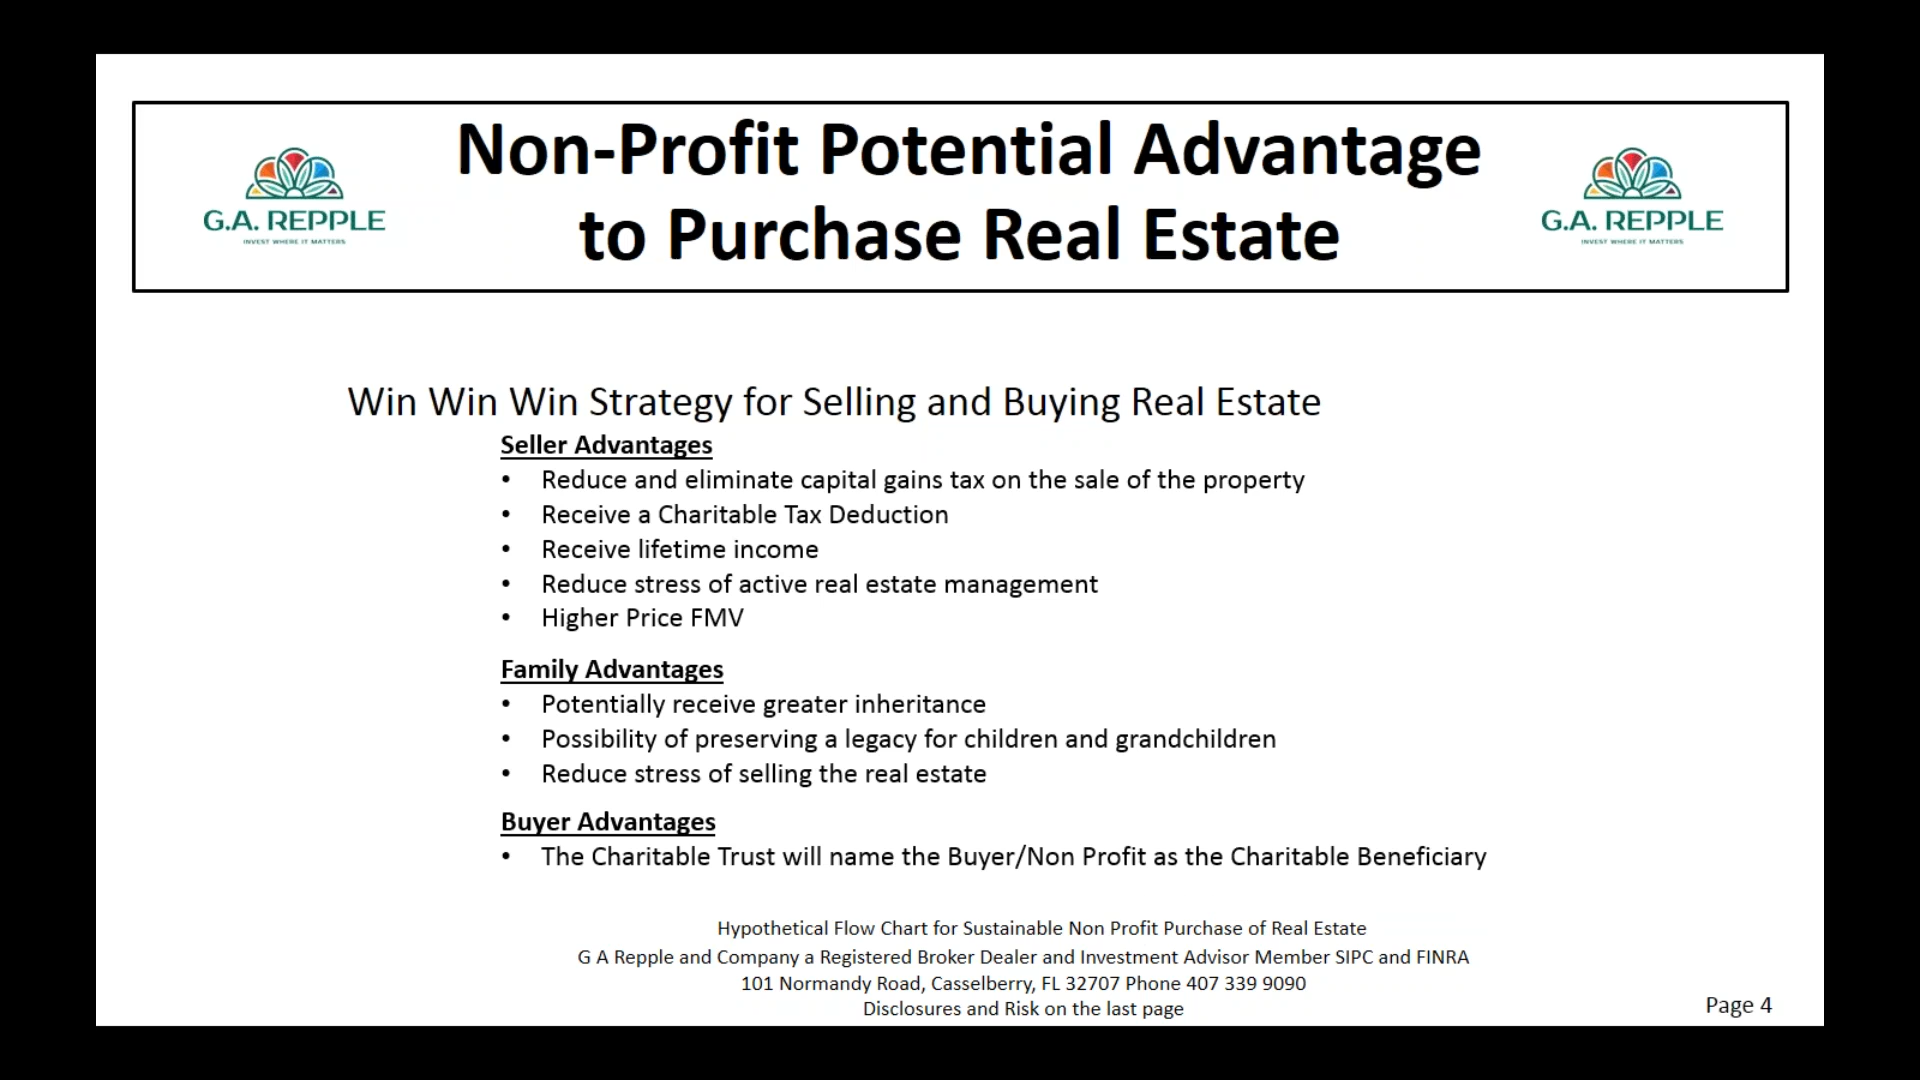 Non-Profit Potential Advantage
to Purchase Real Estate
G.A. REPPLE
INVEST WHERE IT MATTERS
G.A. REPPLE
INVEST WHERE IT MATTERS
Win Win Win Strategy for Selling and Buying Real Estate
Seller Advantages
• Reduce and eliminate capital gains tax on the sale of the property
• Receive a Charitable Tax Deduction
• Receive lifetime income
• Reduce stress of active real estate management
• Higher Price FMV
Family Advantages
• Potentially receive greater inheritance
• Possibility of preserving a legacy for children and grandchildren
• Reduce stress of selling the real estate
Buyer Advantages
• The Charitable Trust will name the Buyer/Non Profit as the Charitable Beneficiary
Hypothetical Flow Chart for Sustainable Non Profit Purchase of Real Estate
G A Repple and Company a Registered Broker Dealer and Investment Advisor Member SIPC and FINRA
101 Normandy Road, Casselberry, FL 32707 Phone 407 339 9090
Disclosures and Risk on the last page
Page 4